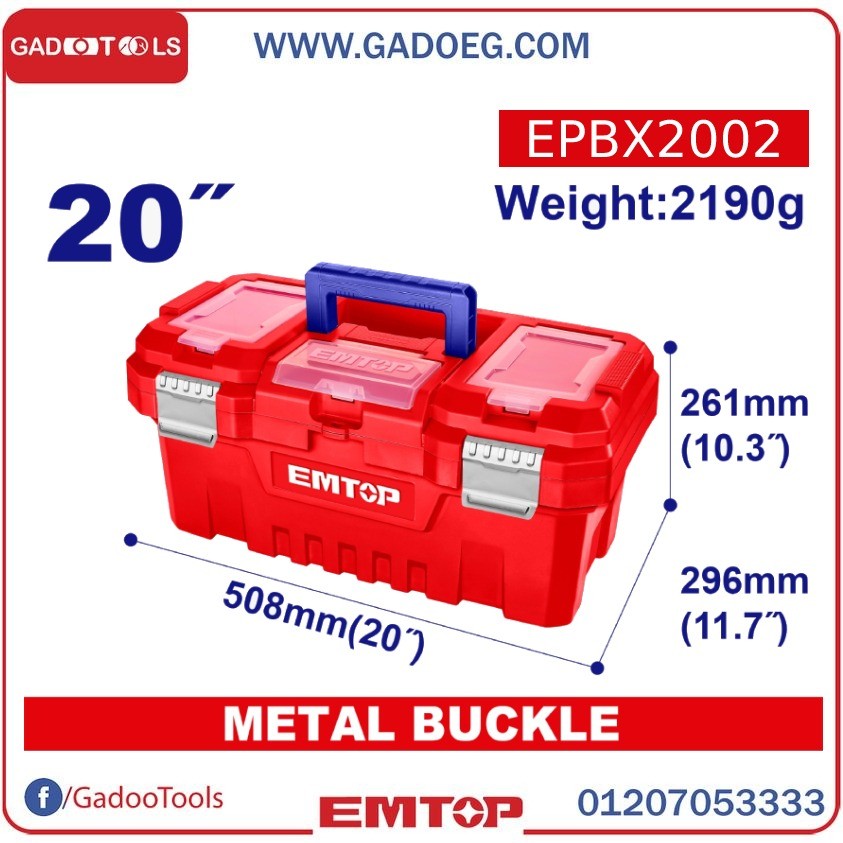 GADOOTOOLS
WWW.GADOEG.COM
EPBX2002
Weight:2190g
20˝
EMTOP
EMTOP
261mm
(10.3˝)
296mm
(11.7˝)
508mm(20˝)
METAL BUCKLE
f/GadooTools
EMTOP
01207053333